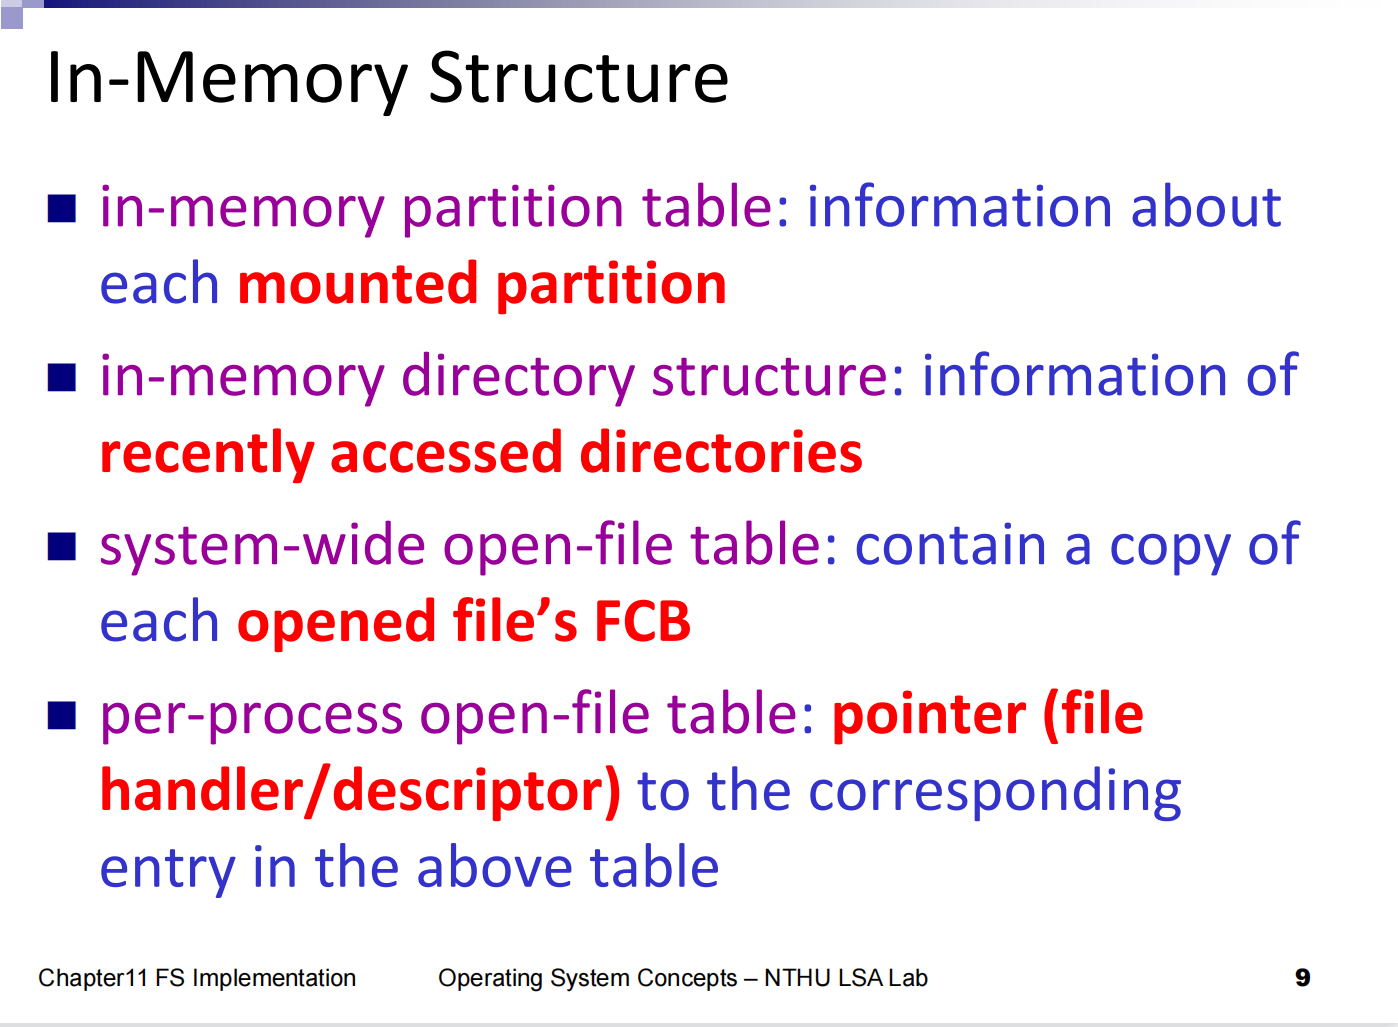 In-Memory Structure
in-memory partition table: information about
each mounted partition
in-memory directory structure: information of
recently accessed directories
system-wide open-file table: contain a copy of
each opened file’s FCB
per-process open-file table: pointer (file
handler/descriptor) to the corresponding
entry in the above table
Chapter11 FS Implementation Operating System Concepts – NTHU LSA Lab 9